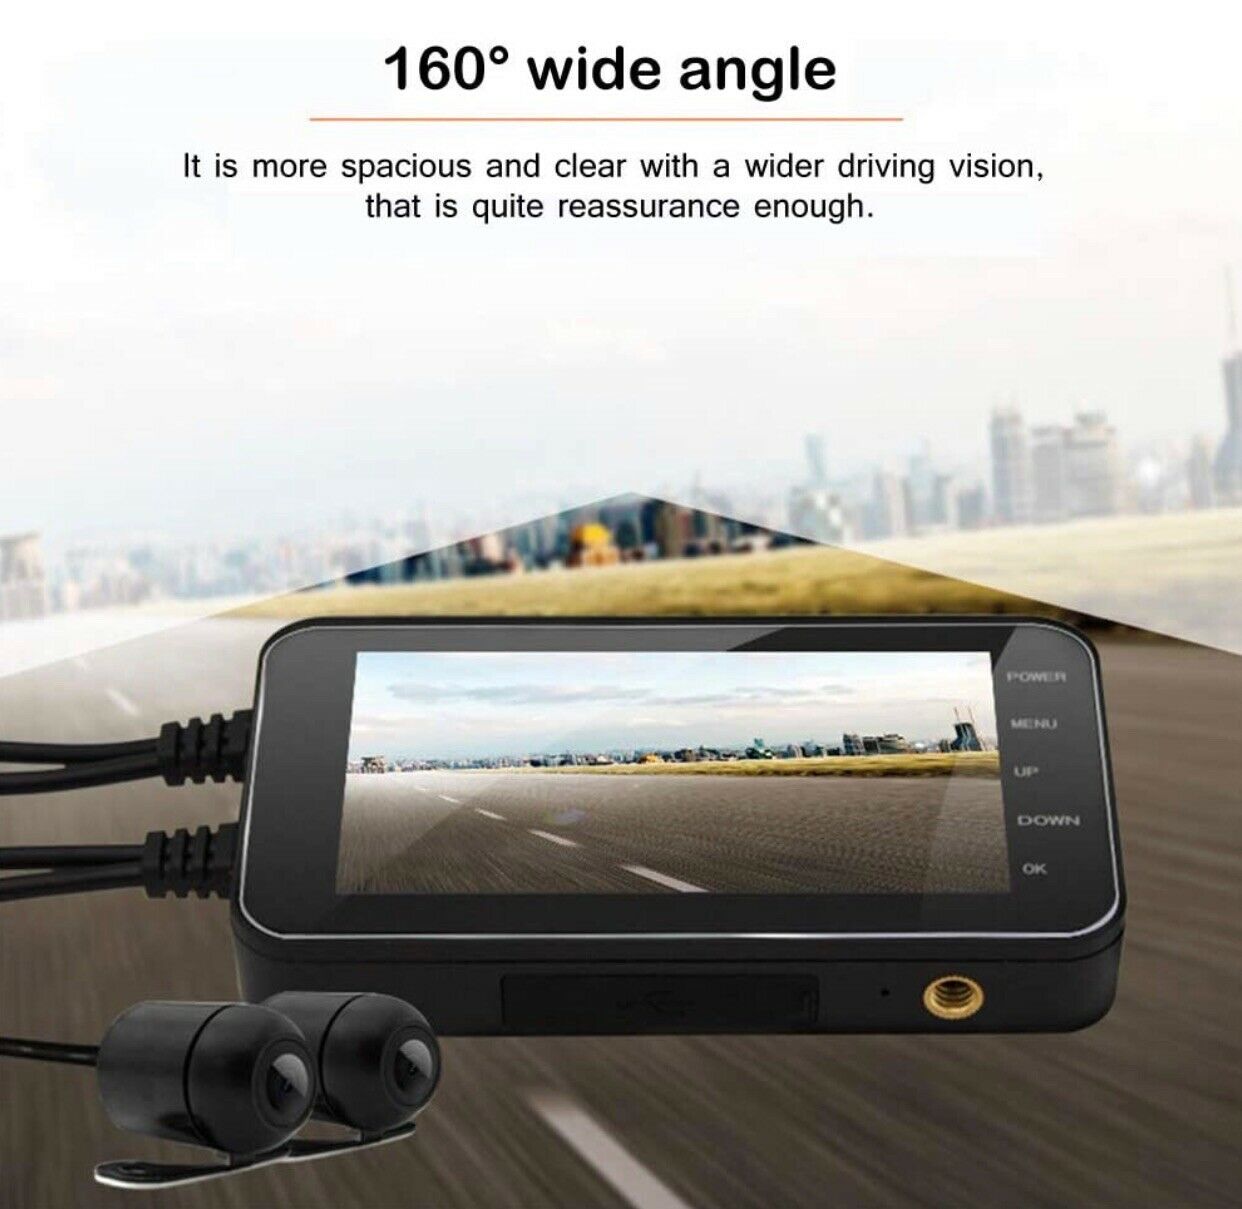 160° wide angle
It is more spacious and clear with a wider driving vision,
that is quite reassurance enough.
POWER
MENU
UP
DOWN
OK